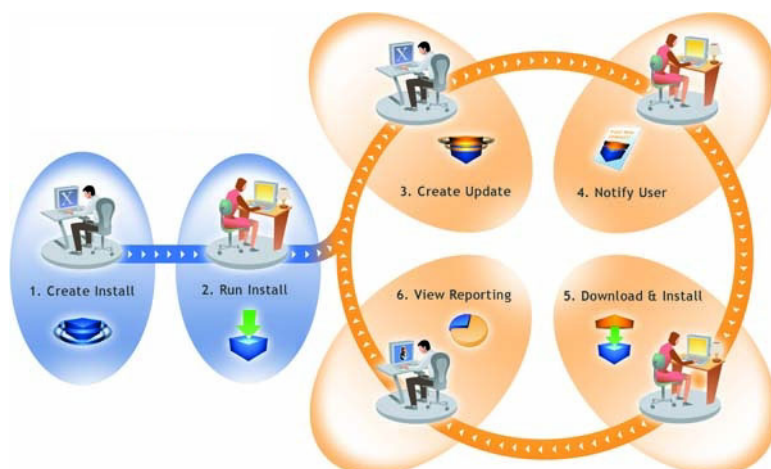 1. Create Install
2. Run Install
3. Create Update
4. Notify User
5. Download & Install
6. View Reporting
X
X